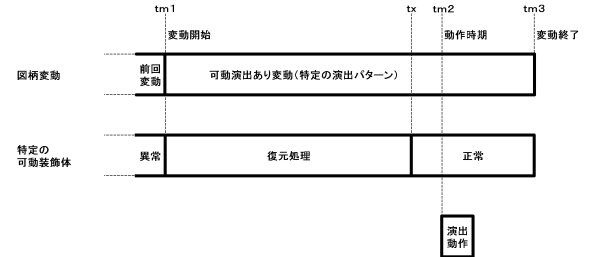 tm1
tx
tm2
tm3
変動開始
動作時期
変動終了
図柄変動
前回
変動
可動演出あり変動(特定の演出パターン)
特定の
可動装飾体
異常
復元処理
正常
演出
動作